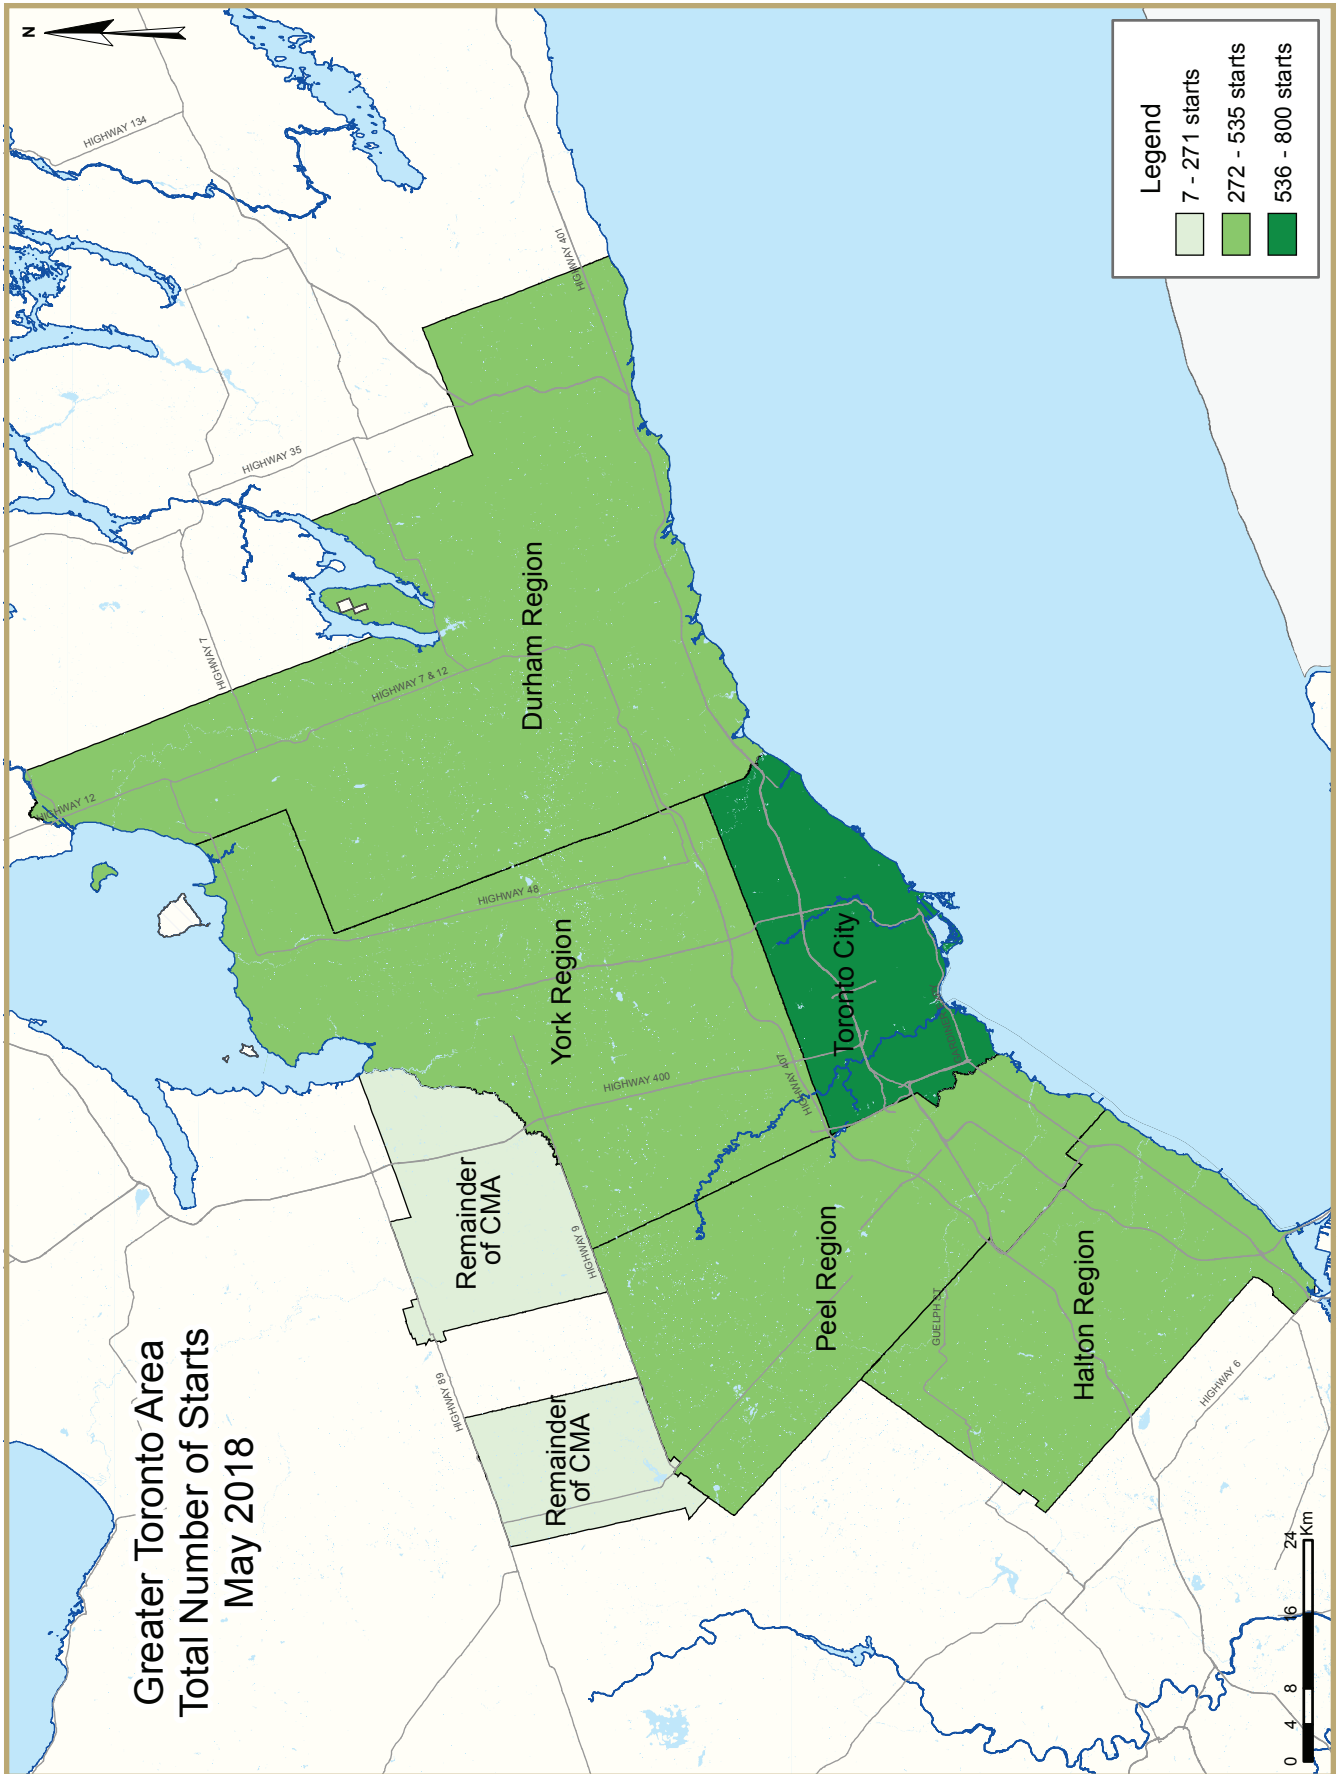 Greater Toronto Area
Total Number of Starts
May 2018
N
HIGHWAY 134
HIGHWAY 401
HIGHWAY 35
HIGHWAY 7
HIGHWAY 7 & 12
HIGHWAY 12
HIGHWAY 48
HIGHWAY 400
HIGHWAY 407
HIGHWAY 9
HIGHWAY 89
GUELPH ST
HIGHWAY 6
Durham Region
York Region
Toronto City
Peel Region
Halton Region
Remainder
of CMA
Remainder
of CMA
Legend
7 - 271 starts
272 - 535 starts
536 - 800 starts
0 4 8 16 24
Km